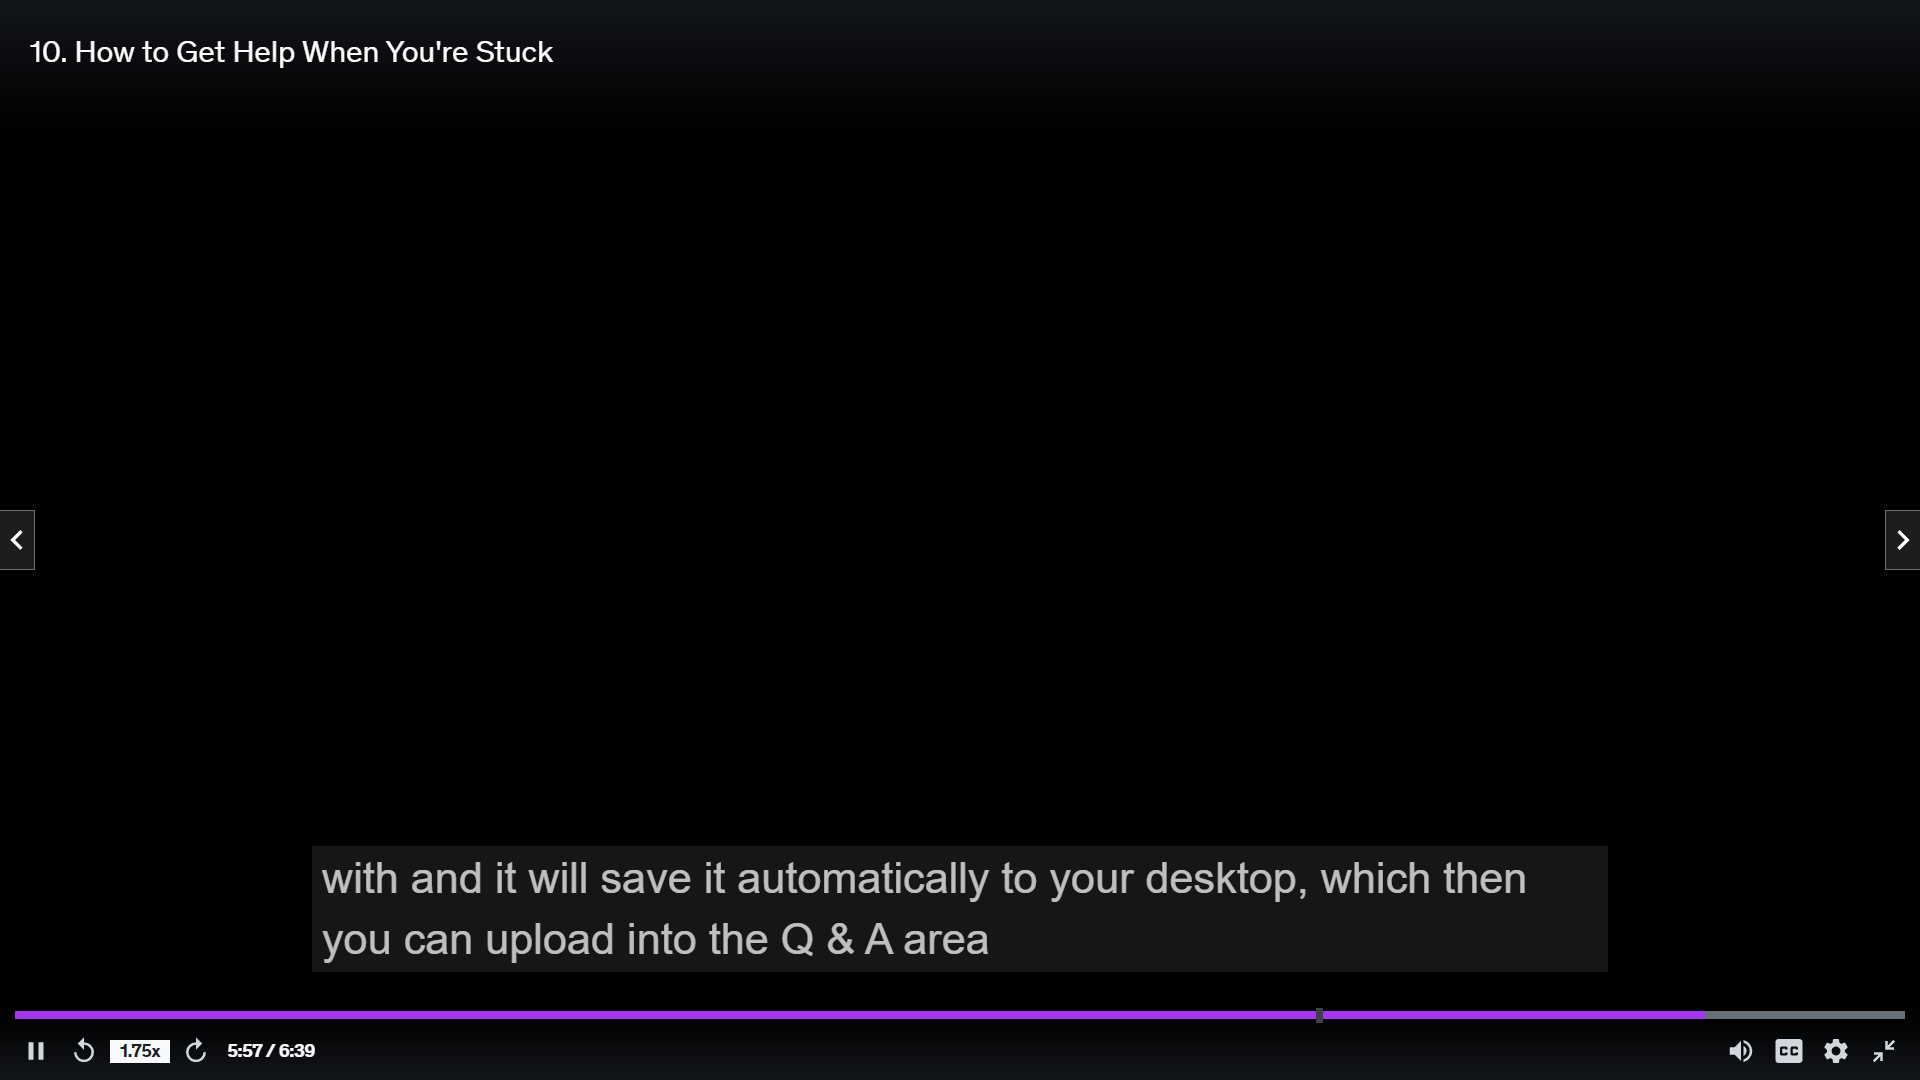 10. How to Get Help When You're Stuck
with and it will save it automatically to your desktop, which then
you can upload into the Q & A area
1.75x
5:57 / 6:39
CC